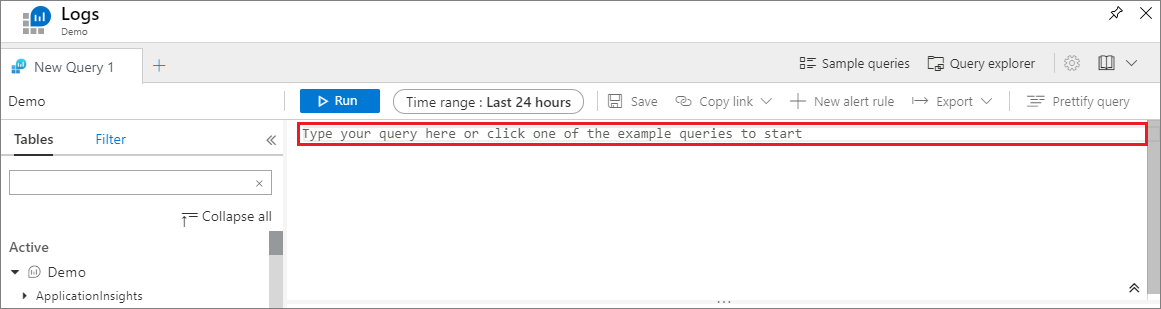 Logs
Demo
New Query 1
Sample queries
Query explorer
Demo
Run
Time range : Last 24 hours
Save
Copy link
New alert rule
Export
Prettify query
Tables
Filter
Type your query here or click one of the example queries to start
Collapse all
Active
Demo
ApplicationInsights